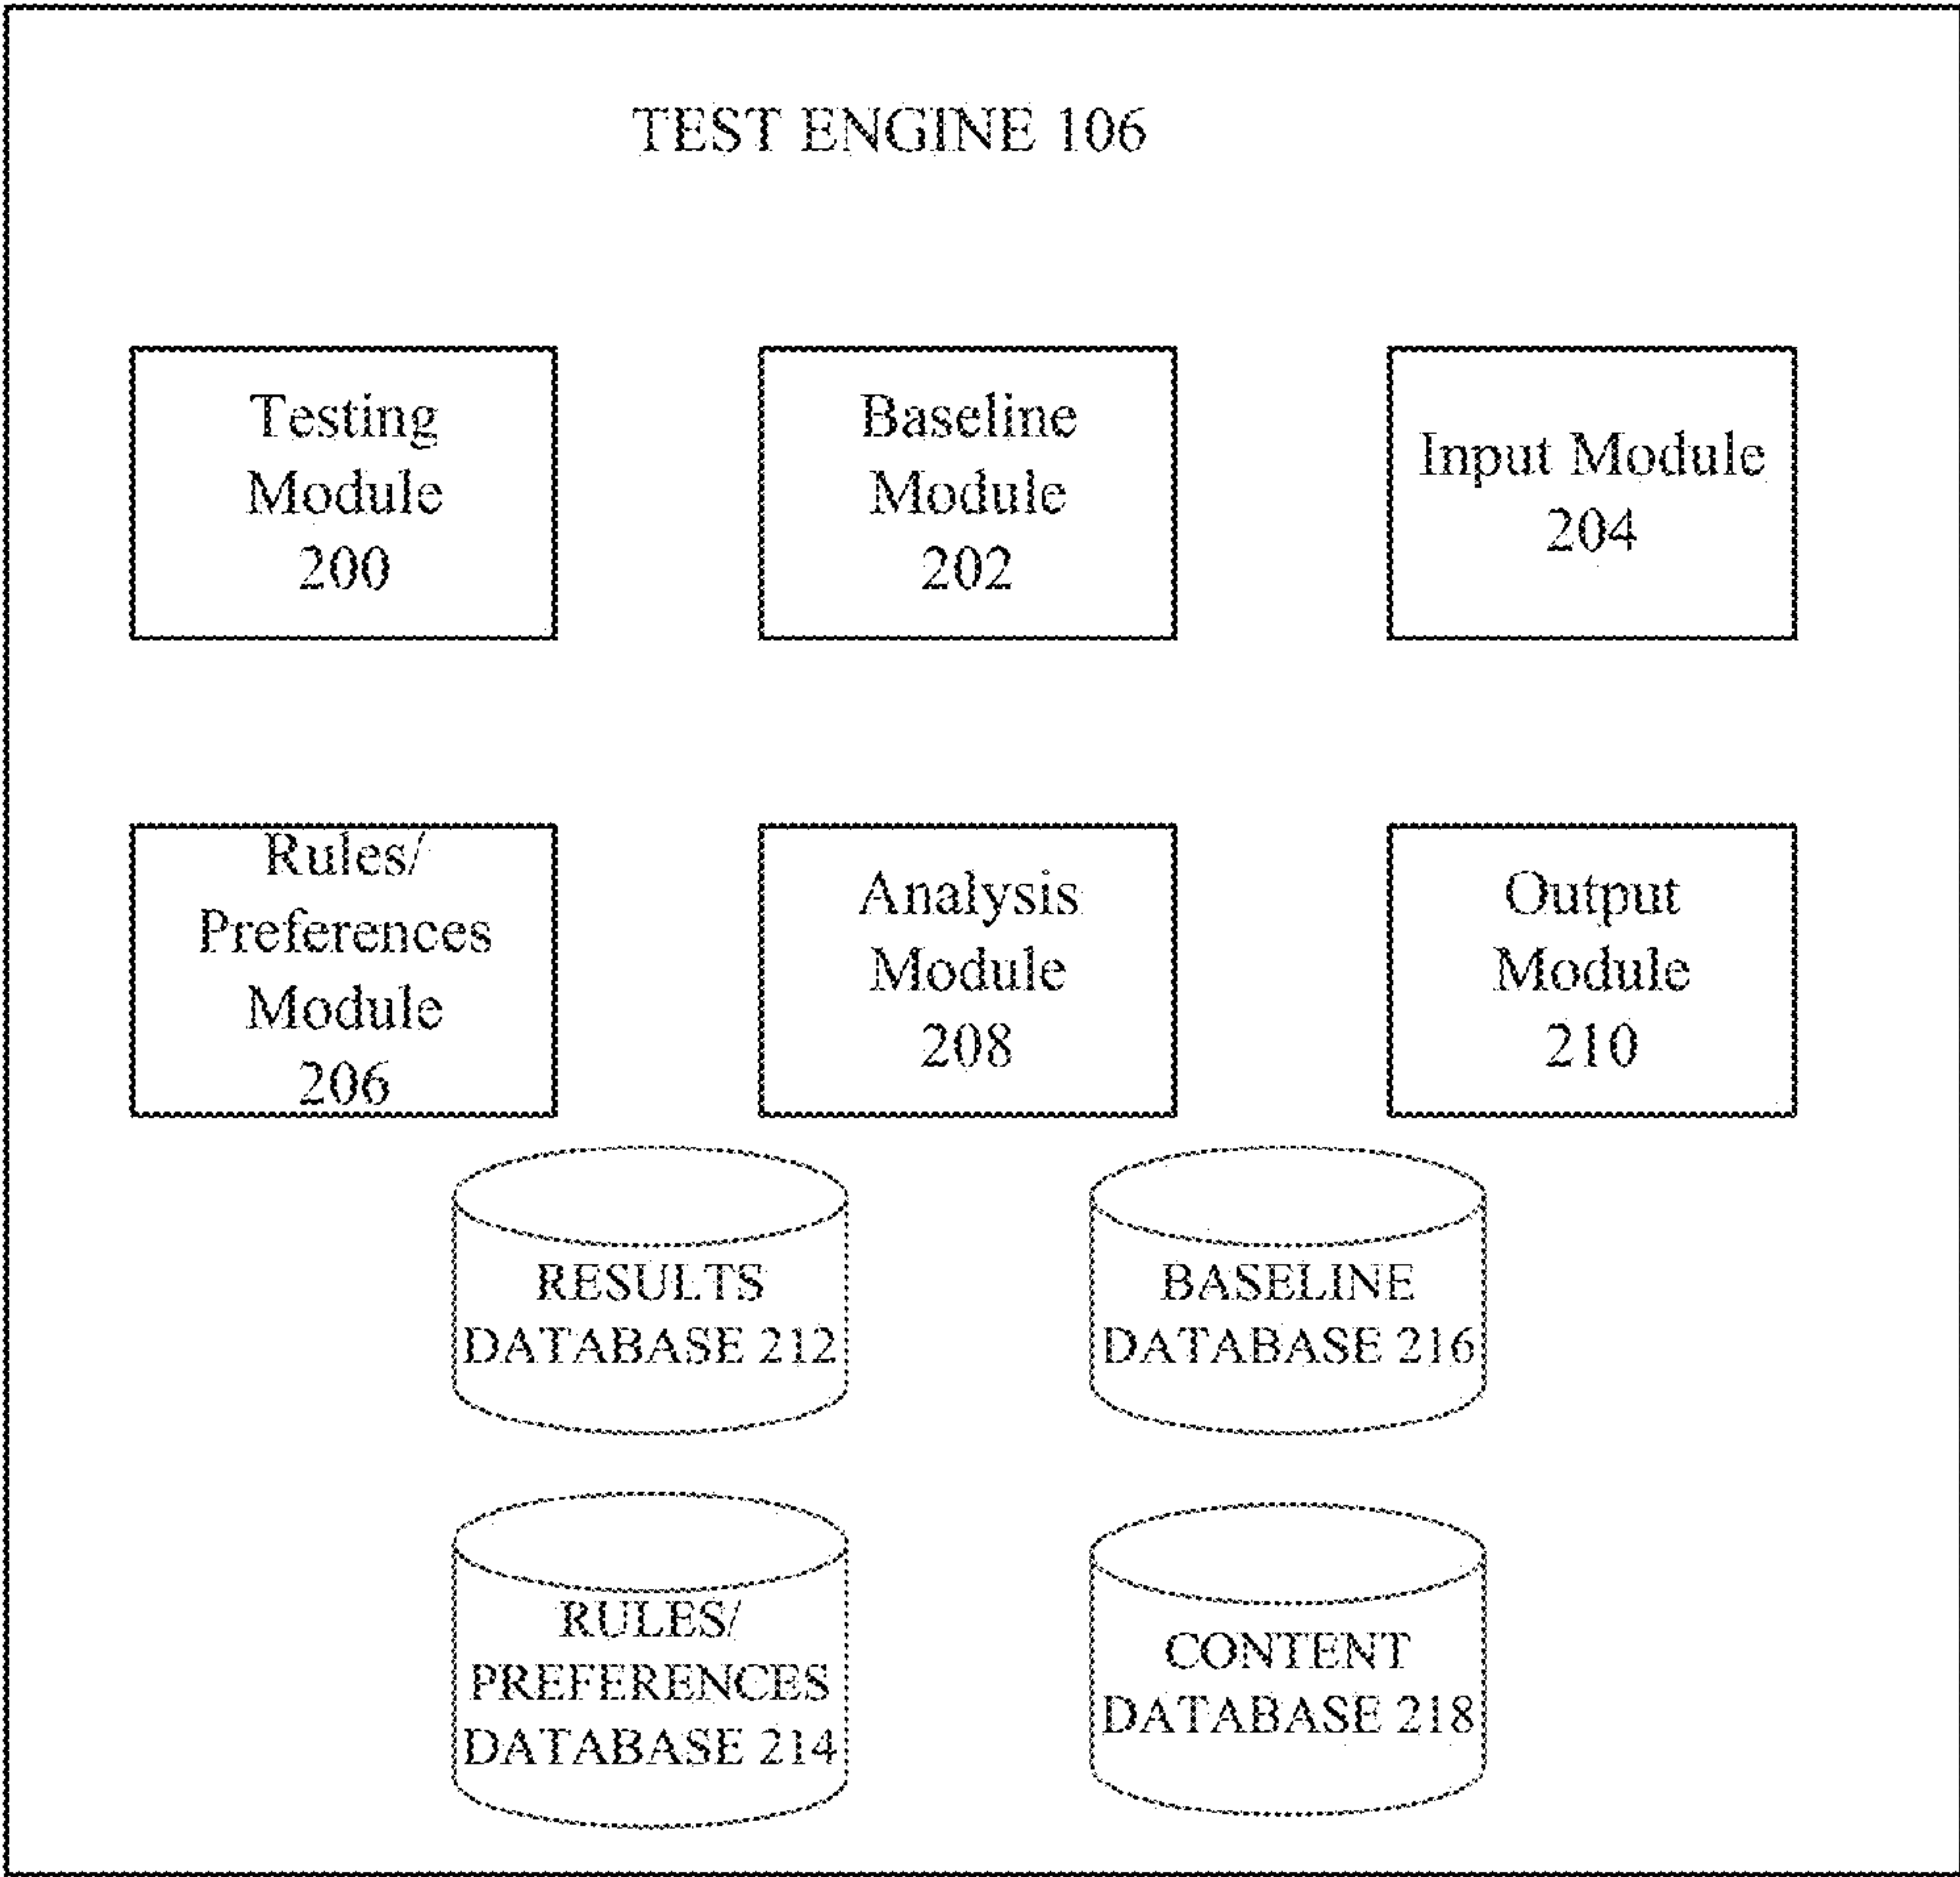 TEST ENGINE 106
Testing
Module
200
Baseline
Module
202
Input Module
204
Rules/
Preferences
Module
206
Analysis
Module
208
Output
Module
210
RESULTS
DATABASE 212
BASELINE
DATABASE 216
RULES/
PREFERENCES
DATABASE 214
CONTENT
DATABASE 218